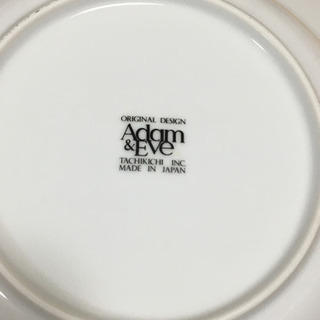 ORIGINAL DESIGN
Adam
&Eve
TACHIKICHI INC.
MADE IN JAPAN